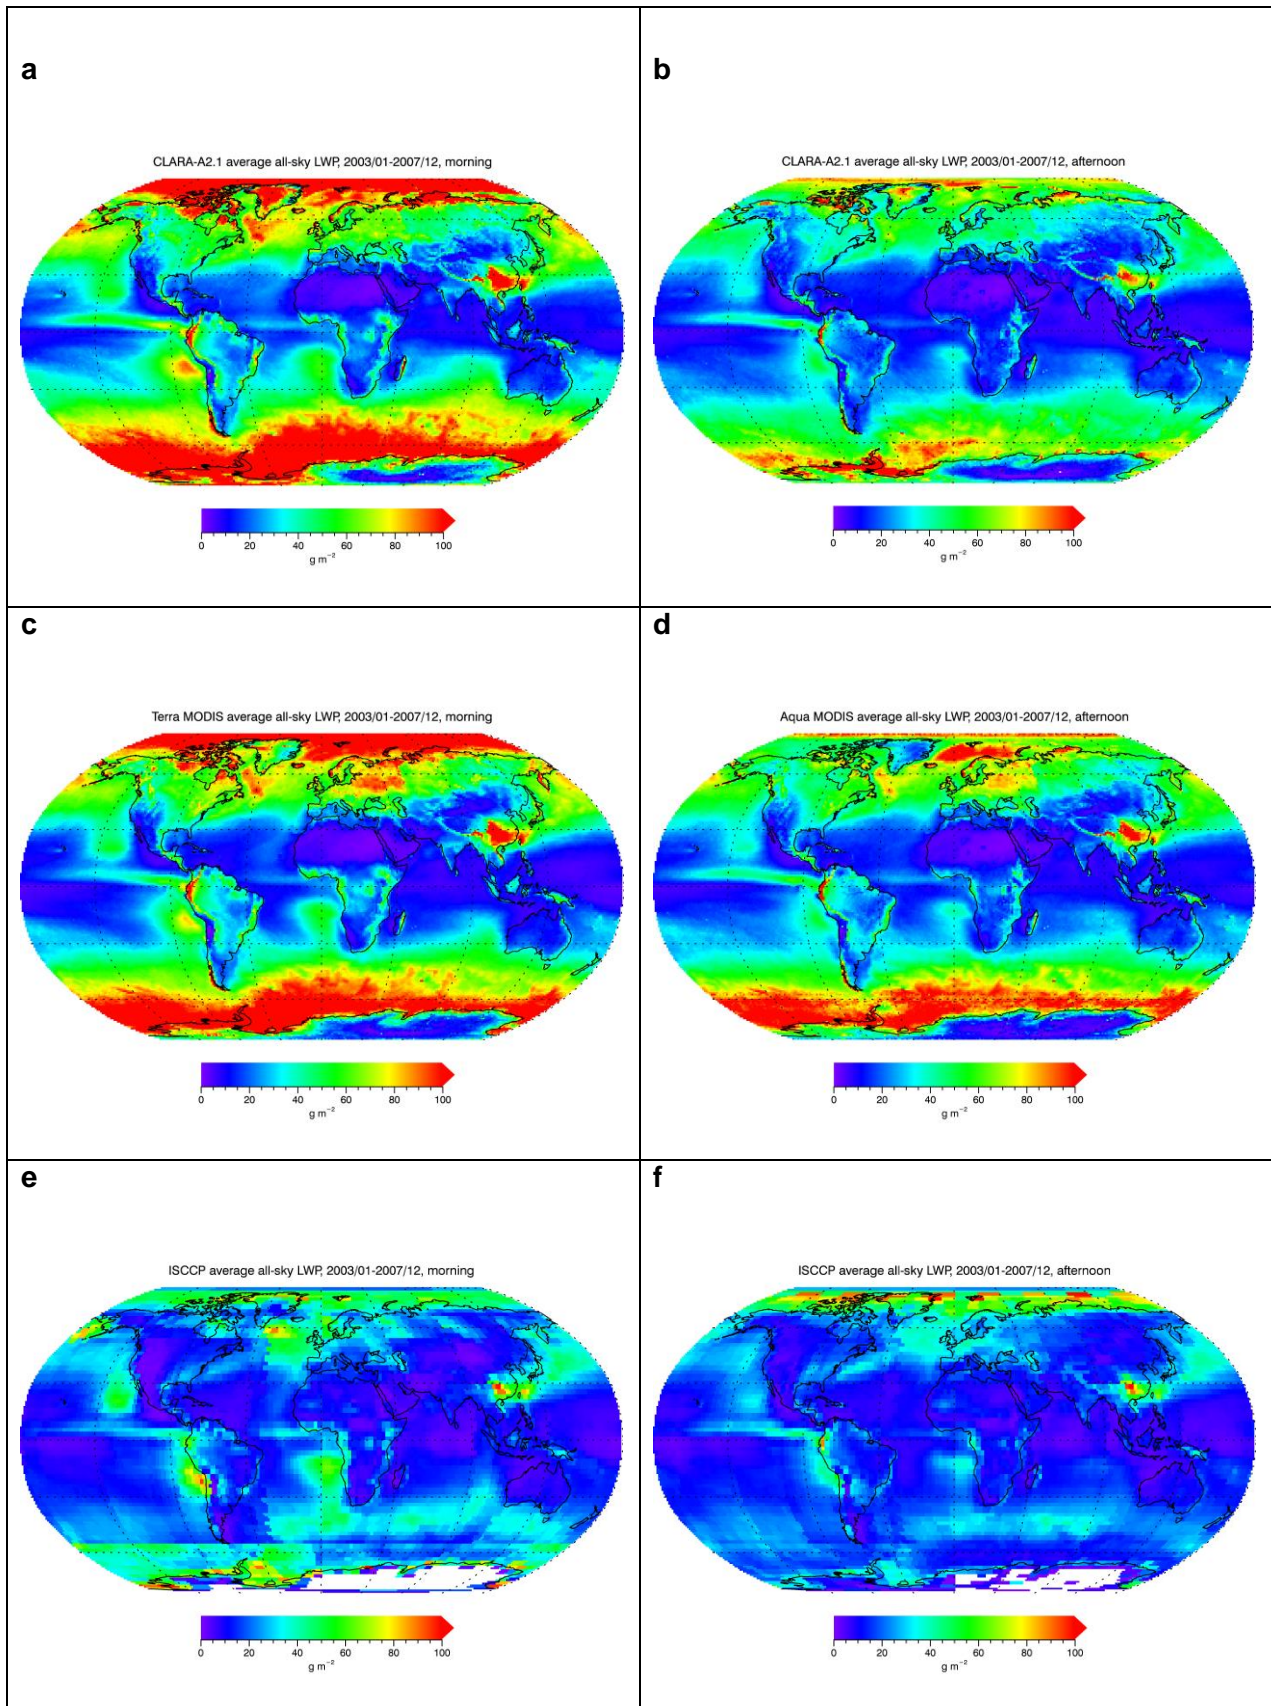 a
b
CLARA-A2.1 average all-sky LWP, 2003/01-2007/12, morning
CLARA-A2.1 average all-sky LWP, 2003/01-2007/12, afternoon
0 20 40 60 80 100
g m⁻²
0 20 40 60 80 100
g m⁻²
c
d
Terra MODIS average all-sky LWP, 2003/01-2007/12, morning
Aqua MODIS average all-sky LWP, 2003/01-2007/12, afternoon
0 20 40 60 80 100
g m⁻²
0 20 40 60 80 100
g m⁻²
e
f
ISCCP average all-sky LWP, 2003/01-2007/12, morning
ISCCP average all-sky LWP, 2003/01-2007/12, afternoon
0 20 40 60 80 100
g m⁻²
0 20 40 60 80 100
g m⁻²